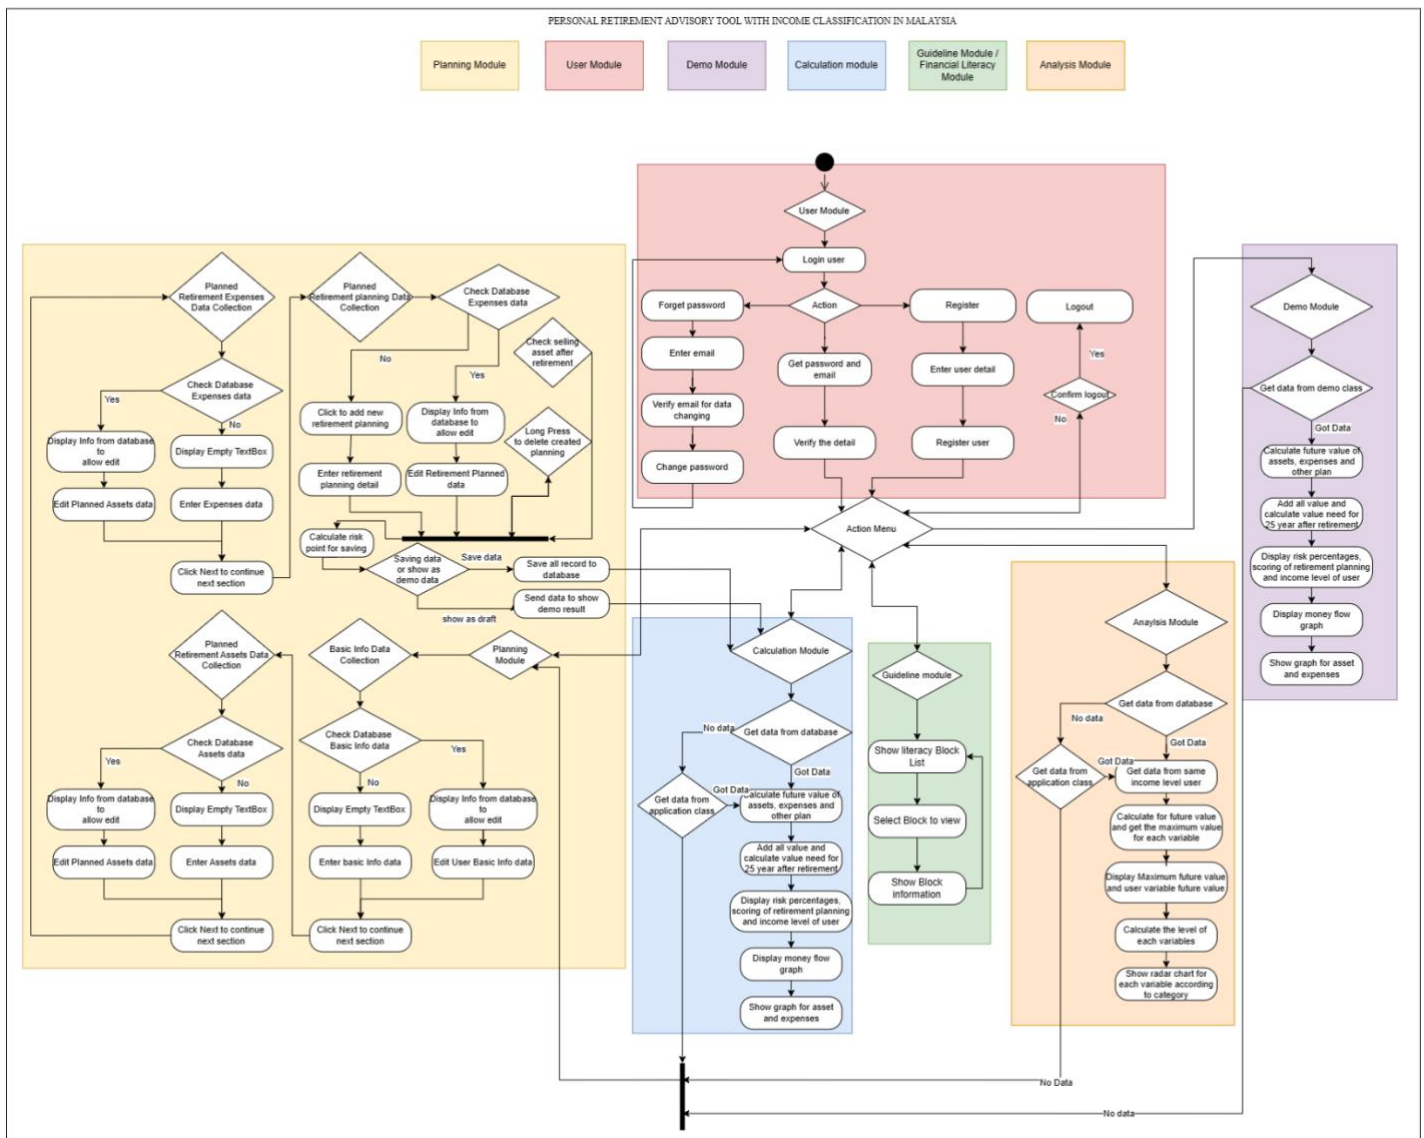 PERSONAL RETIREMENT ADVISORY TOOL WITH INCOME CLASSIFICATION IN MALAYSIA
Planning Module
User Module
Demo Module
Calculation module
Guideline Module /
Financial Literacy
Module
Analysis Module
User Module
Login user
Forget password
Action
Register
Logout
Enter email
Get password and
email
Enter user detail
Yes
Confirm logout
No
Verify email for data
changing
Verify the detail
Register user
Change password
Action Menu
Planned
Retirement Expenses
Data Collection
Planned
Retirement planning Data
Collection
Check Database
Expenses data
Check selling
asset after
retirement
No
Yes
Check Database
Expenses data
Yes
No
Click to add new
retirement planning
Display Info from
database to
allow edit
Long Press
to delete created
planning
Display Info from database
to
allow edit
Display Empty TextBox
Enter retirement
planning detail
Edit Retirement Planned
data
Edit Planned Assets data
Enter Expenses data
Click Next to continue
next section
Calculate risk
point for saving
Saving data
or show as
demo data
Save data
Save all record to
database
Send data to show
demo result
show as draft
Planned
Retirement Assets Data
Collection
Basic Info Data
Collection
Planning
Module
Check Database
Assets data
Yes
No
Check Database
Basic Info data
Yes
No
Display Info from database
to
allow edit
Display Empty TextBox
Display Empty TextBox
Display Info from database
to
allow edit
Edit Planned Assets data
Enter Assets data
Enter basic Info data
Edit User Basic Info data
Click Next to continue
next section
Click Next to continue
next section
Calculation Module
No data
Get data from database
Got Data
Get data from
application class
Got Data
Calculate future value of
assets, expenses and
other plan
Add all value and
calculate value need for
25 year after retirement
Display risk percentages,
scoring of retirement planning
and income level of user
Display money flow
graph
Show graph for asset
and expenses
Guideline module
Show literacy Block
List
Select Block to view
Show Block
information
Anaylsis Module
Get data from database
No data
Got Data
Get data from
application class
Got Data
Get data from same
income level user
Calculate for future value
and get the maximum value
for each variable
Display Maximum future value
and user variable future value
Calculate the level of
each variables
Show radar chart for
each variable according
to category
Demo Module
Get data from demo class
Got Data
Calculate future value of
assets, expenses and
other plan
Add all value and
calculate value need for
25 year after retirement
Display risk percentages,
scoring of retirement planning
and income level of user
Display money flow
graph
Show graph for asset
and expenses
No Data
No data